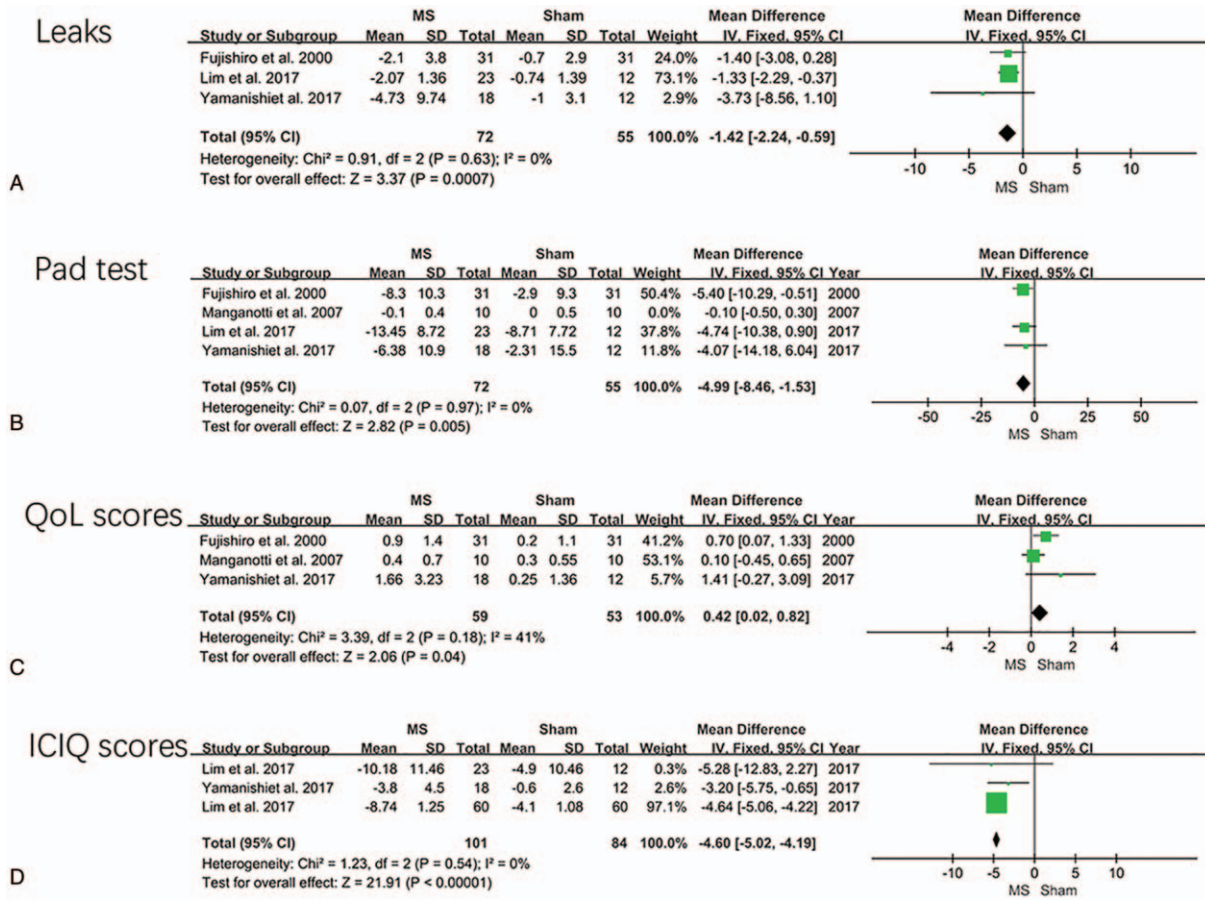 Leaks
MS Sham Mean Difference Mean Difference
Study or Subgroup Mean SD Total Mean SD Total Weight IV, Fixed, 95% CI IV, Fixed, 95% CI
Fujishiro et al. 2000 -2.1 3.8 31 -0.7 2.9 31 24.0% -1.40 [-3.08, 0.28]
Lim et al. 2017 -2.07 1.36 23 -0.74 1.39 12 73.1% -1.33 [-2.29, -0.37]
Yamanishiet al. 2017 -4.73 9.74 18 -1 3.1 12 2.9% -3.73 [-8.56, 1.10]
Total (95% CI) 72 55 100.0% -1.42 [-2.24, -0.59]
Heterogeneity: Chi² = 0.91, df = 2 (P = 0.63); I² = 0%
Test for overall effect: Z = 3.37 (P = 0.0007)
-10 -5 0 5 10
MS Sham
A
Pad test
MS Sham Mean Difference Mean Difference
Study or Subgroup Mean SD Total Mean SD Total Weight IV, Fixed, 95% CI Year IV, Fixed, 95% CI
Fujishiro et al. 2000 -8.3 10.3 31 -2.9 9.3 31 50.4% -5.40 [-10.29, -0.51] 2000
Manganotti et al. 2007 -0.1 0.4 10 0 0.5 10 0.0% -0.10 [-0.50, 0.30] 2007
Lim et al. 2017 -13.45 8.72 23 -8.71 7.72 12 37.8% -4.74 [-10.38, 0.90] 2017
Yamanishiet al. 2017 -6.38 10.9 18 -2.31 15.5 12 11.8% -4.07 [-14.18, 6.04] 2017
Total (95% CI) 72 55 100.0% -4.99 [-8.46, -1.53]
Heterogeneity: Chi² = 0.07, df = 2 (P = 0.97); I² = 0%
Test for overall effect: Z = 2.82 (P = 0.005)
-50 -25 0 25 50
MS Sham
B
QoL scores
MS Sham Mean Difference Mean Difference
Study or Subgroup Mean SD Total Mean SD Total Weight IV, Fixed, 95% CI Year IV, Fixed, 95% CI
Fujishiro et al. 2000 0.9 1.4 31 0.2 1.1 31 41.2% 0.70 [0.07, 1.33] 2000
Manganotti et al. 2007 0.4 0.7 10 0.3 0.55 10 53.1% 0.10 [-0.45, 0.65] 2007
Yamanishiet al. 2017 1.66 3.23 18 0.25 1.36 12 5.7% 1.41 [-0.27, 3.09] 2017
Total (95% CI) 59 53 100.0% 0.42 [0.02, 0.82]
Heterogeneity: Chi² = 3.39, df = 2 (P = 0.18); I² = 41%
Test for overall effect: Z = 2.06 (P = 0.04)
-4 -2 0 2 4
MS Sham
C
ICIQ scores
MS Sham Mean Difference Mean Difference
Study or Subgroup Mean SD Total Mean SD Total Weight IV, Fixed, 95% CI Year IV, Fixed, 95% CI
Lim et al. 2017 -10.18 11.46 23 -4.9 10.46 12 0.3% -5.28 [-12.83, 2.27] 2017
Yamanishiet al. 2017 -3.8 4.5 18 -0.6 2.6 12 2.6% -3.20 [-5.75, -0.65] 2017
Lim et al. 2017 -8.74 1.25 60 -4.1 1.08 60 97.1% -4.64 [-5.06, -4.22] 2017
Total (95% CI) 101 84 100.0% -4.60 [-5.02, -4.19]
Heterogeneity: Chi² = 1.23, df = 2 (P = 0.54); I² = 0%
Test for overall effect: Z = 21.91 (P < 0.00001)
-10 -5 0 5 10
MS Sham
D